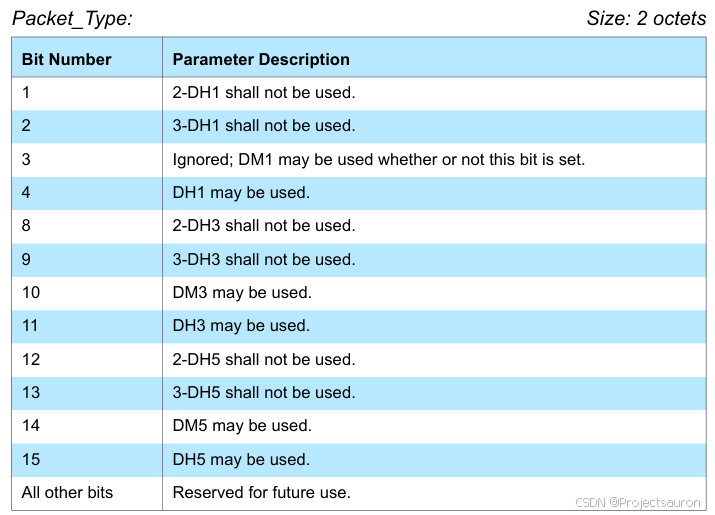 Packet_Type: Size: 2 octets
Bit Number Parameter Description
1 2-DH1 shall not be used.
2 3-DH1 shall not be used.
3 Ignored; DM1 may be used whether or not this bit is set.
4 DH1 may be used.
8 2-DH3 shall not be used.
9 3-DH3 shall not be used.
10 DM3 may be used.
11 DH3 may be used.
12 2-DH5 shall not be used.
13 3-DH5 shall not be used.
14 DM5 may be used.
15 DH5 may be used.
All other bits Reserved for future use.
CSDN @Projectsauron